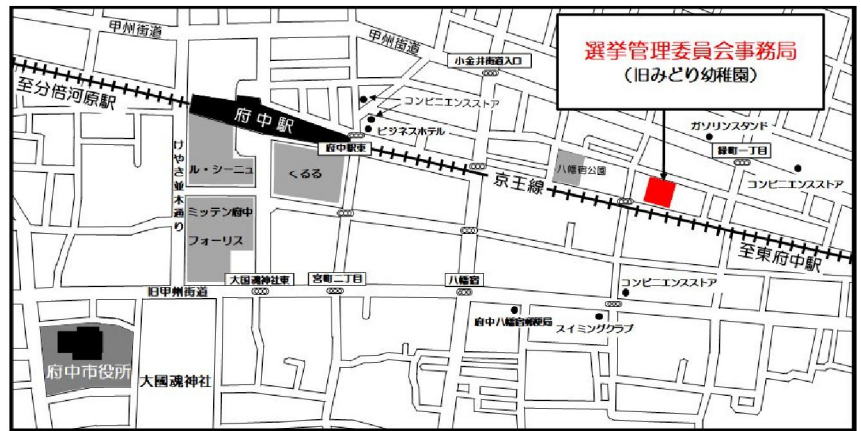 甲州街道
甲州街道
小金井街道入口
選挙管理委員会事務局
(旧みどり幼稚園)
至分倍河原駅
府中駅
コンビニエンスストア
ビジネスホテル
府中駅東
ガソリンスタンド
緑町一丁目
けやき並木通り
ル・シーニュ
くるる
京王線
八幡宿公園
コンビニエンスストア
ミッテン府中
フォーリス
至東府中駅
大国魂神社東
宮町二丁目
八幡宿
コンビニエンスストア
旧甲州街道
府中八幡宿郵便局
スイミングクラブ
府中市役所
大國魂神社